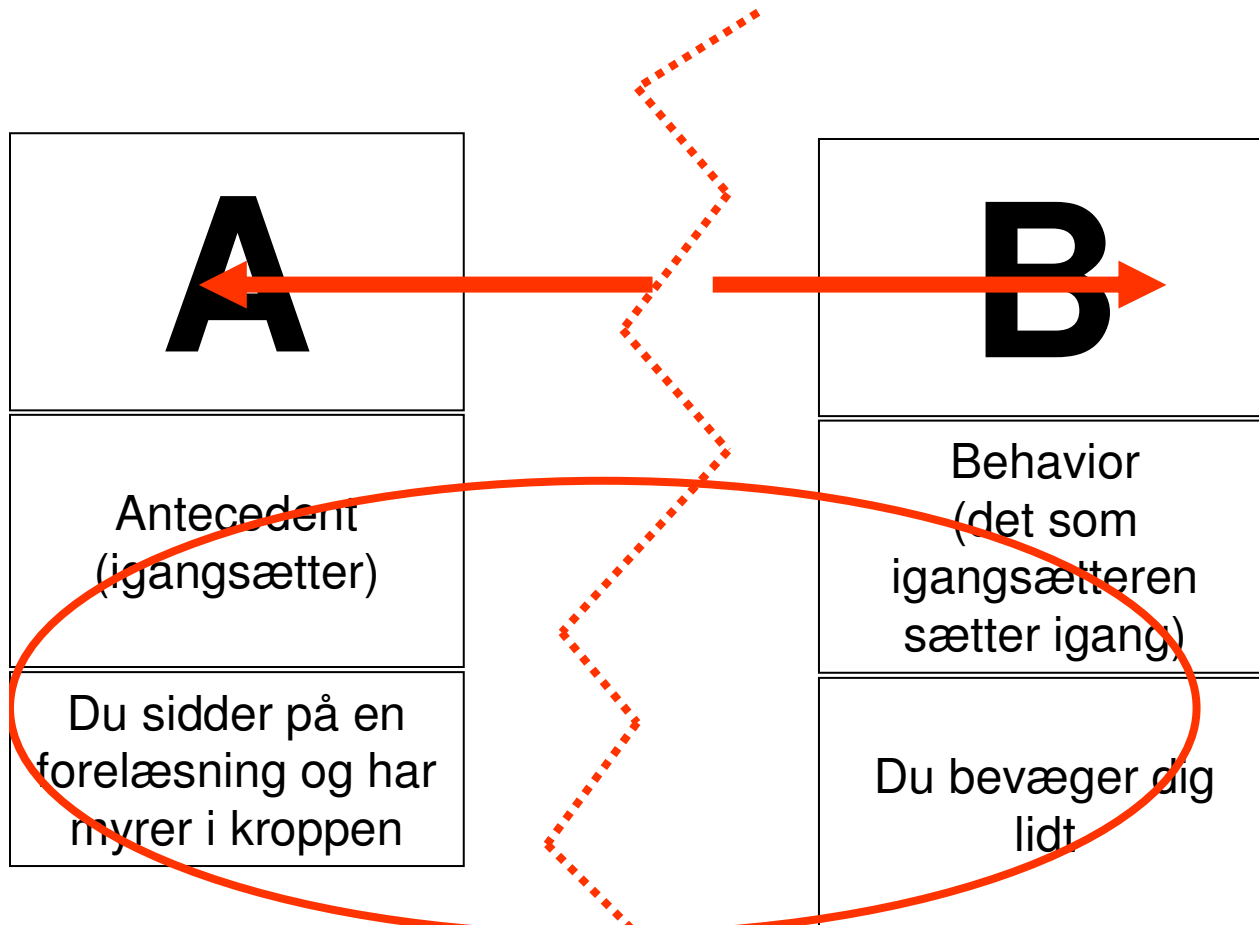 A
Antecedent
(igangsætter)
Du sidder på en
forelæsning og har
myrer i kroppen
B
Behavior
(det som
igangsætteren
sætter igang)
Du bevæger dig
lidt